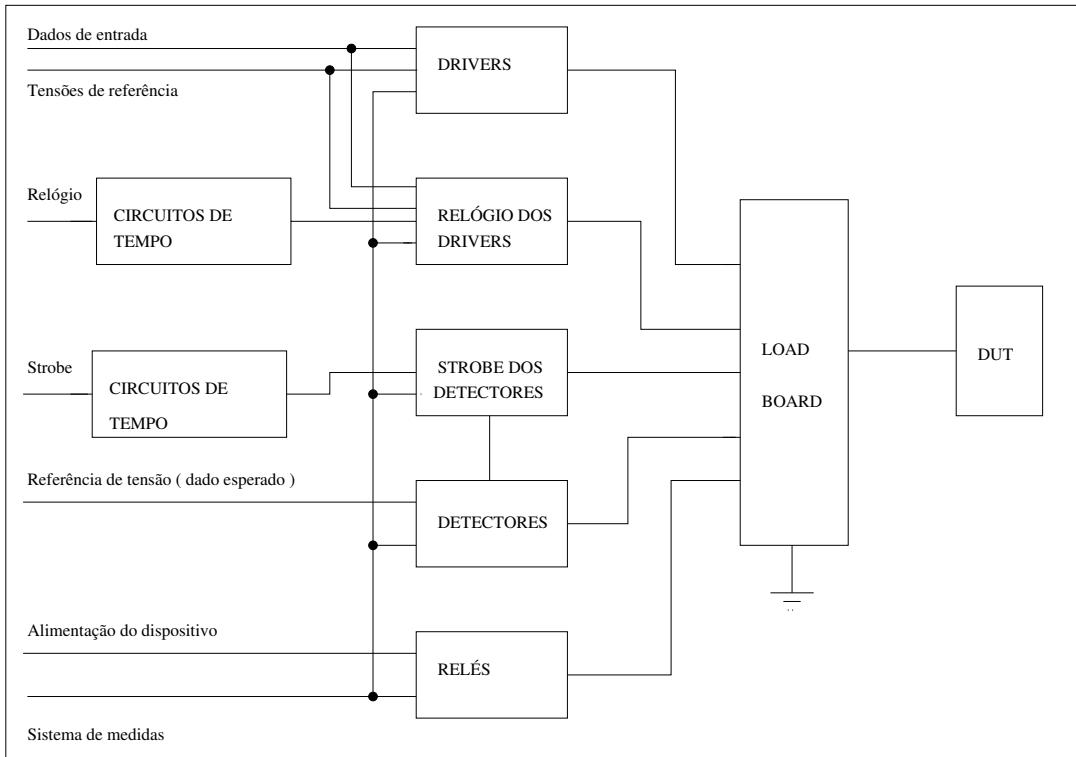 Dados de entrada
DRIVERS
Tensões de referência
Relógio
CIRCUITOS DE
TEMPO
RELÓGIO DOS
DRIVERS
Strobe
CIRCUITOS DE
TEMPO
STROBE DOS
DETECTORES
LOAD
BOARD
DUT
Referência de tensão ( dado esperado )
DETECTORES
Alimentação do dispositivo
RELÉS
Sistema de medidas